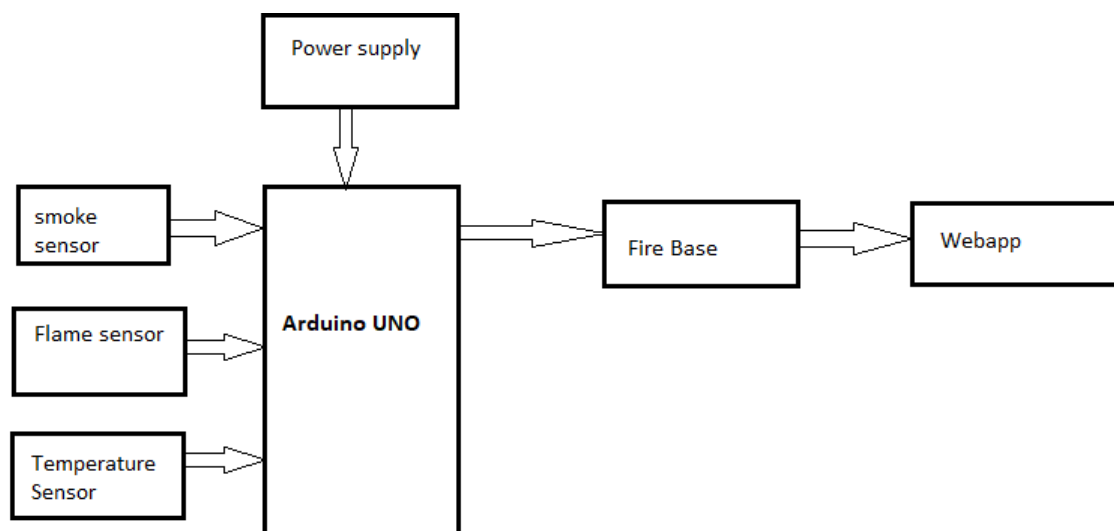 Power supply
smoke
sensor
Flame sensor
Temperature
Sensor
Arduino UNO
Fire Base
Webapp